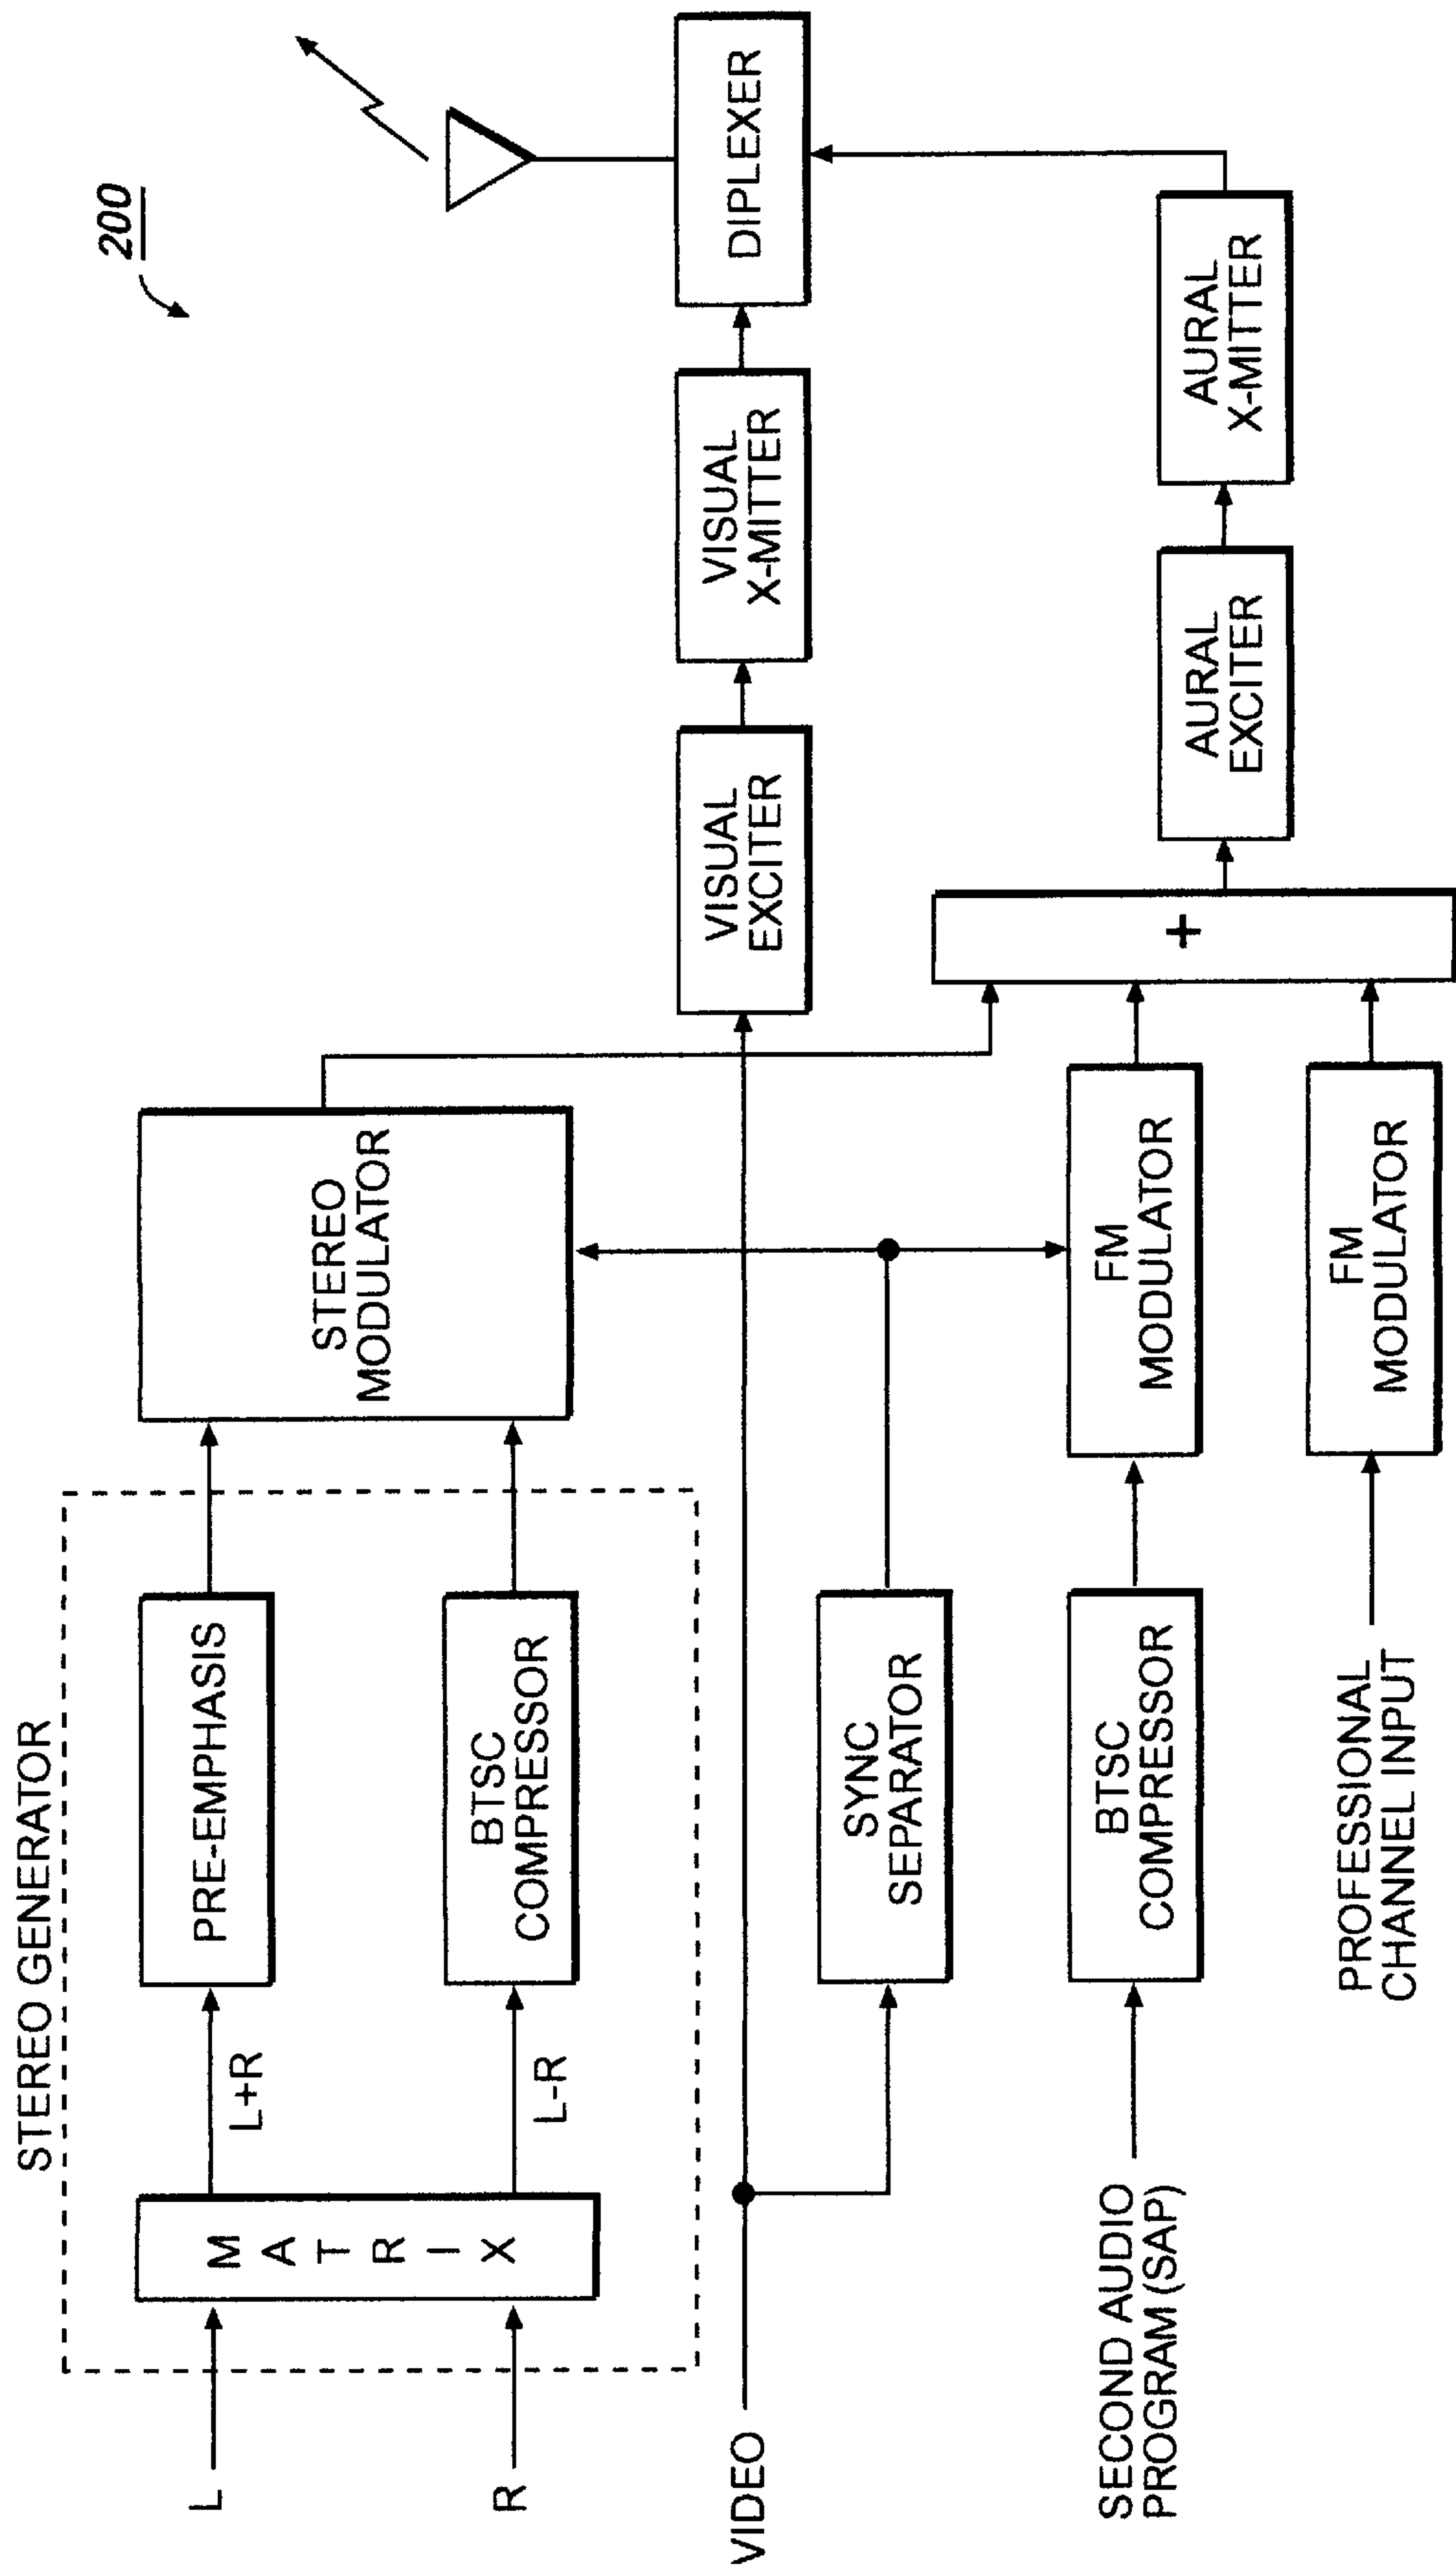 200
STEREO GENERATOR
L
R
M A T R I X
L+R
L-R
PRE-EMPHASIS
BTSC
COMPRESSOR
STEREO
MODULATOR
VIDEO
SYNC
SEPARATOR
VISUAL
EXCITER
VISUAL
X-MITTER
DIPLEXER
SECOND AUDIO
PROGRAM (SAP)
BTSC
COMPRESSOR
FM
MODULATOR
+
AURAL
EXCITER
AURAL
X-MITTER
PROFESSIONAL
CHANNEL INPUT
FM
MODULATOR